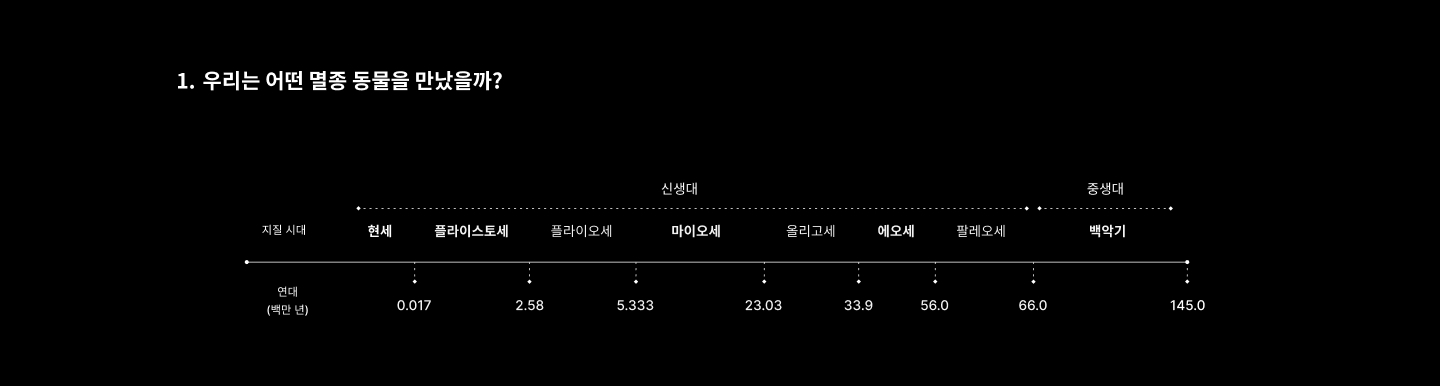 1. 우리는 어떤 멸종 동물을 만났을까?
신생대 중생대
지질 시대 현세 플라이스토세 플라이오세 마이오세 올리고세 에오세 팔레오세 백악기
연대
(백만 년)
0.017 2.58 5.333 23.03 33.9 56.0 66.0 145.0